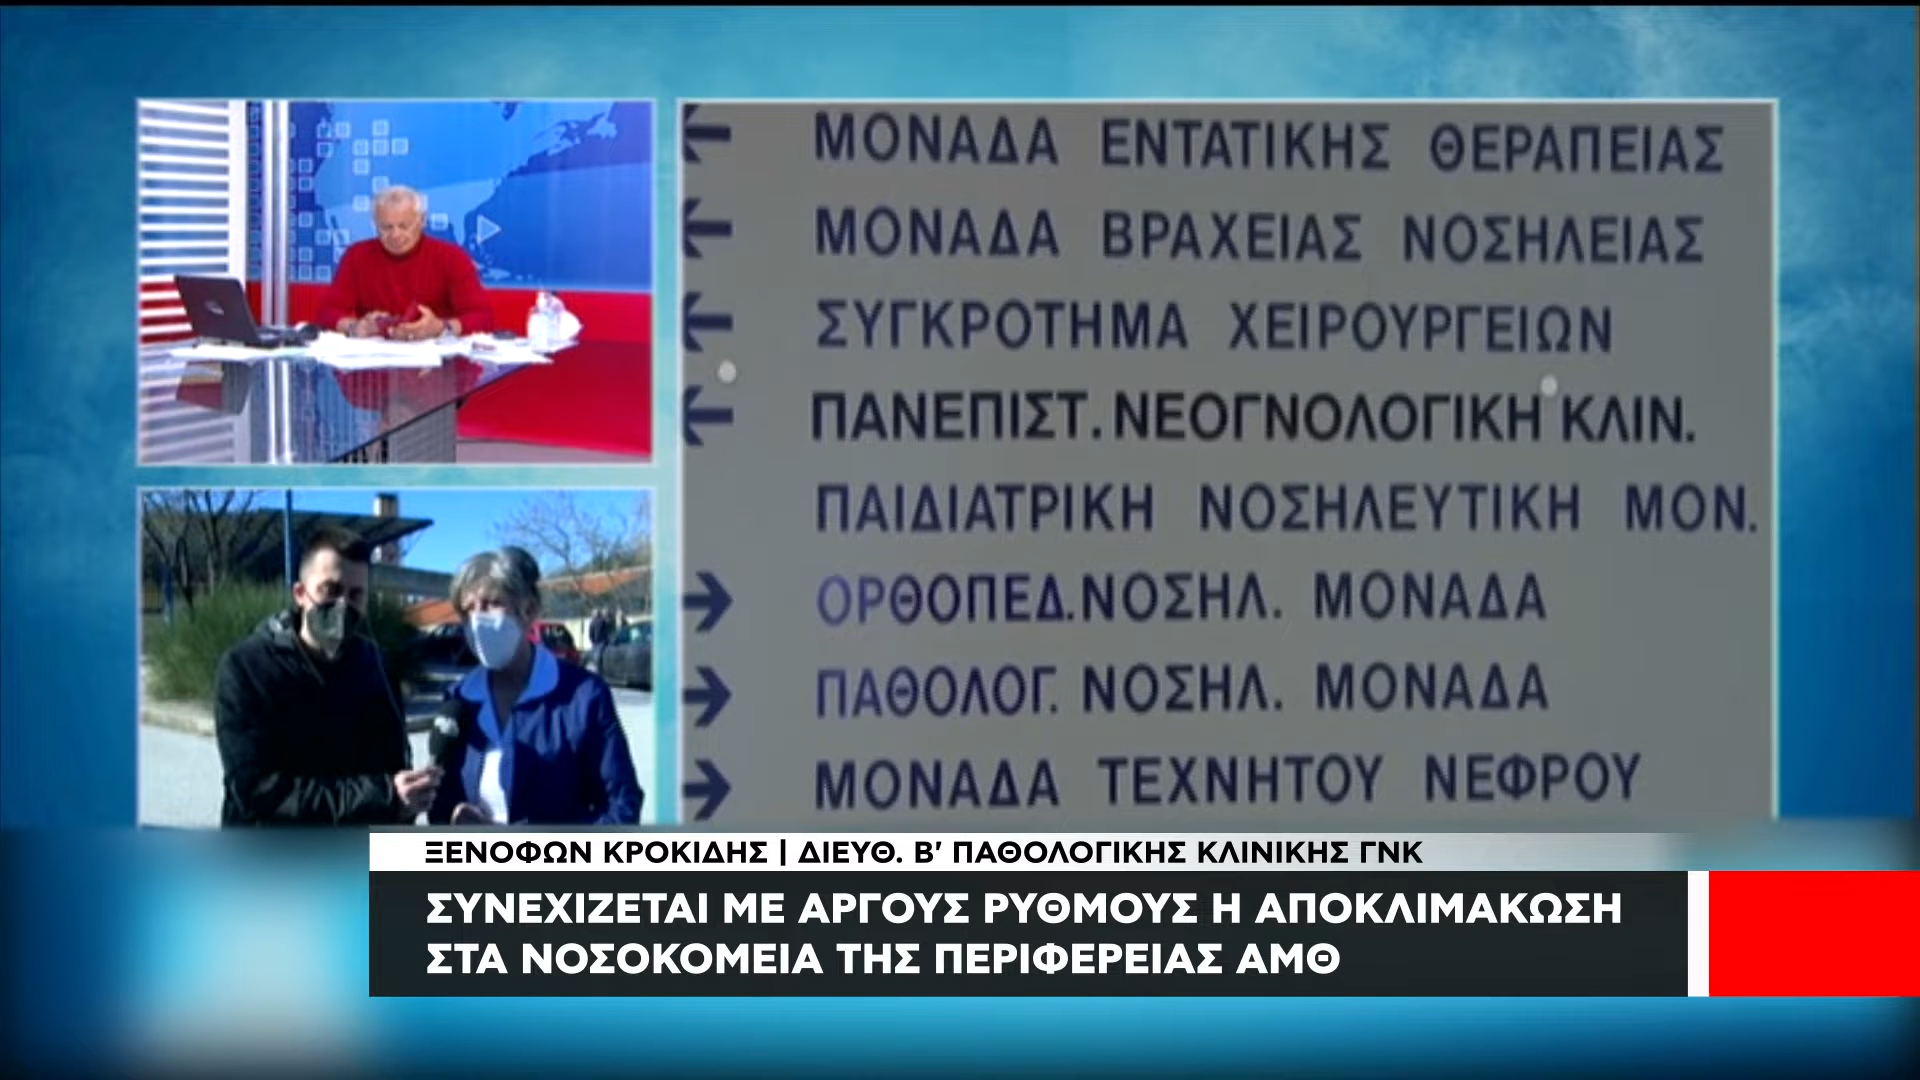 ΜΟΝΑΔΑ ΕΝΤΑΤΙΚΗΣ ΘΕΡΑΠΕΙΑΣ
ΜΟΝΑΔΑ ΒΡΑΧΕΙΑΣ ΝΟΣΗΛΕΙΑΣ
ΣΥΓΚΡΟΤΗΜΑ ΧΕΙΡΟΥΡΓΕΙΩΝ
ΠΑΝΕΠΙΣΤ. ΝΕΟΓΝΟΛΟΓΙΚΗ ΚΛΙΝ.
ΠΑΙΔΙΑΤΡΙΚΗ ΝΟΣΗΛΕΥΤΙΚΗ ΜΟΝ.
ΟΡΘΟΠΕΔ. ΝΟΣΗΛ. ΜΟΝΑΔΑ
ΠΑΘΟΛΟΓ. ΝΟΣΗΛ. ΜΟΝΑΔΑ
ΜΟΝΑΔΑ ΤΕΧΝΗΤΟΥ ΝΕΦΡΟΥ
ΞΕΝΟΦΩΝ ΚΡΟΚΙΔΗΣ | ΔΙΕΥΘ. Β' ΠΑΘΟΛΟΓΙΚΗΣ ΚΛΙΝΙΚΗΣ ΓΝΚ
ΣΥΝΕΧΙΖΕΤΑΙ ΜΕ ΑΡΓΟΥΣ ΡΥΘΜΟΥΣ Η ΑΠΟΚΛΙΜΑΚΩΣΗ
ΣΤΑ ΝΟΣΟΚΟΜΕΙΑ ΤΗΣ ΠΕΡΙΦΕΡΕΙΑΣ ΑΜΘ